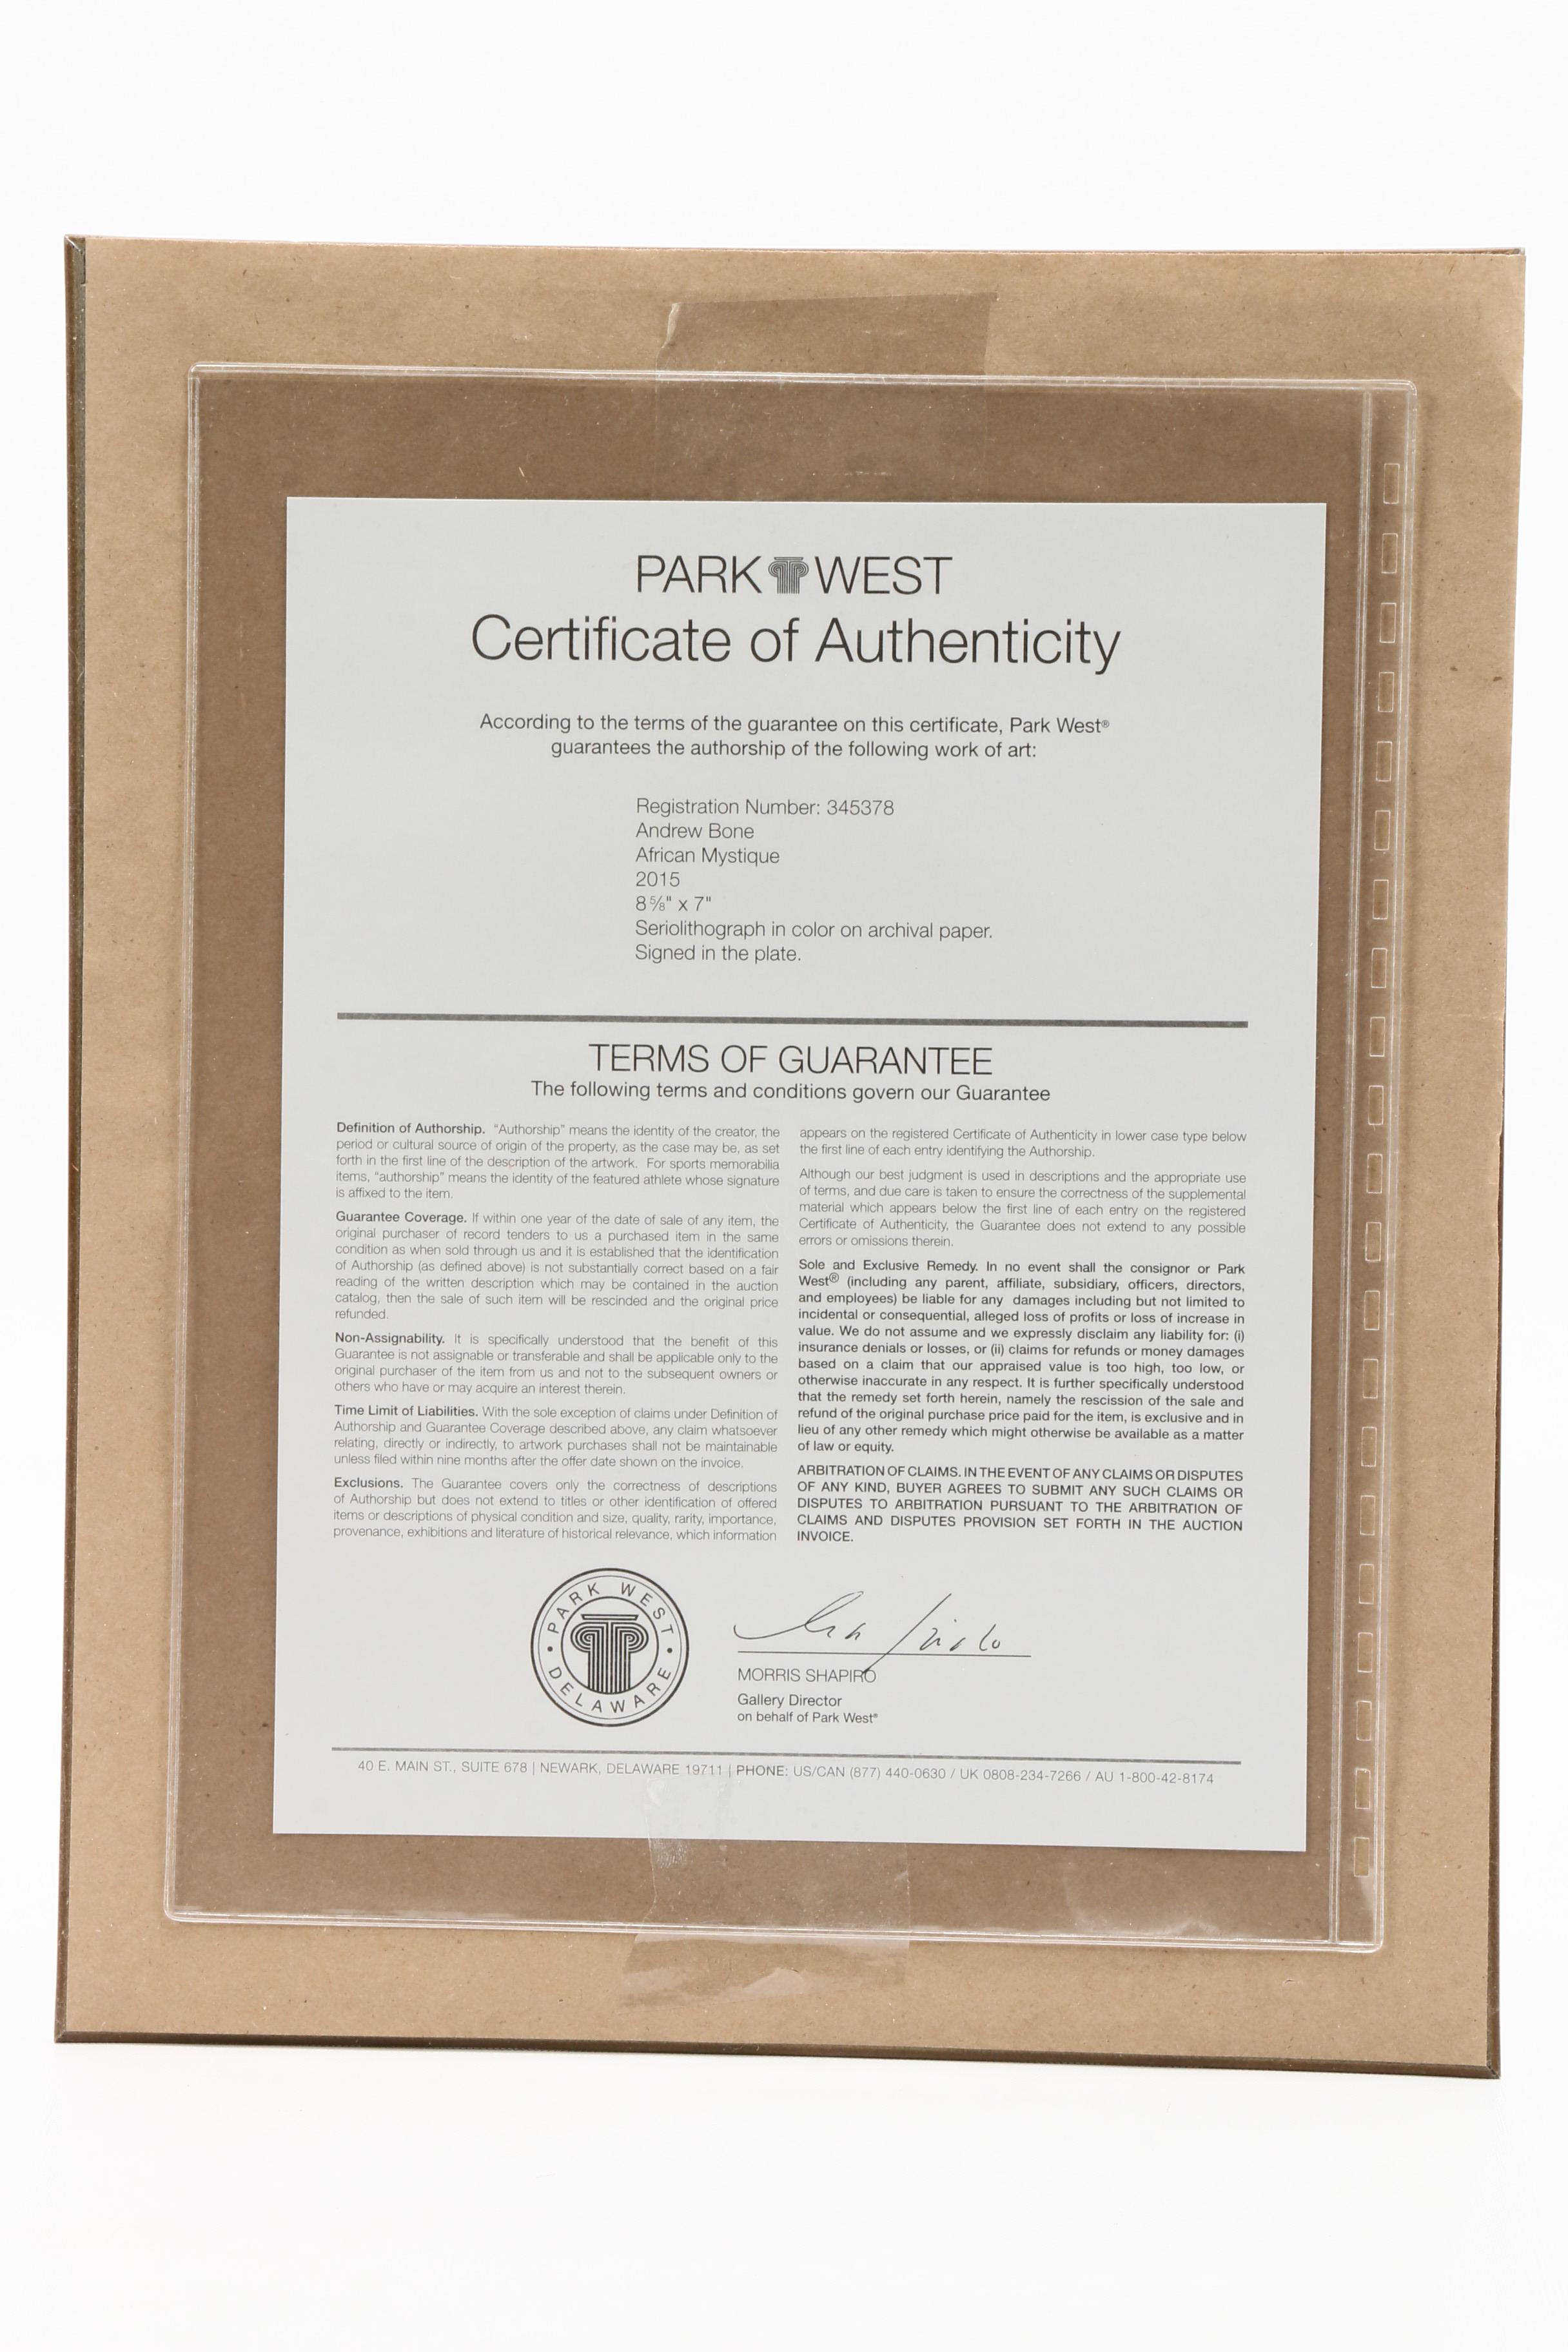 PARK WEST
Certificate of Authenticity
According to the terms of the guarantee on this certificate, Park West®
guarantees the authorship of the following work of art:
Registration Number: 345378
Andrew Bone
African Mystique
2015
8⅝" x 7"
Seriolithograph in color on archival paper.
Signed in the plate.
TERMS OF GUARANTEE
The following terms and conditions govern our Guarantee
Definition of Authorship. "Authorship" means the identity of the creator, the
period or cultural source of origin of the property, as the case may be, as set
forth in the first line of the description of the artwork. For sports memorabilia
items, "authorship" means the identity of the featured athlete whose signature
is affixed to the item.
Guarantee Coverage. If within one year of the date of sale of any item, the
original purchaser of record tenders to us a purchased item in the same
condition as when sold through us and it is established that the identification
of Authorship (as defined above) is not substantially correct based on a fair
reading of the written description which may be contained in the auction
catalog, then the sale of such item will be rescinded and the original price
refunded.
Non-Assignability. It is specifically understood that the benefit of this
Guarantee is not assignable or transferable and shall be applicable only to the
original purchaser of the item from us and not to the subsequent owners or
others who have or may acquire an interest therein.
Time Limit of Liabilities. With the sole exception of claims under Definition of
Authorship and Guarantee Coverage described above, any claim whatsoever
relating, directly or indirectly, to artwork purchases shall not be maintainable
unless filed within nine months after the offer date shown on the invoice.
Exclusions. The Guarantee covers only the correctness of descriptions
of Authorship but does not extend to titles or other identification of offered
items or descriptions of physical condition and size, quality, rarity, importance,
provenance, exhibitions and literature of historical relevance, which information
appears on the registered Certificate of Authenticity in lower case type below
the first line of each entry identifying the Authorship.
Although our best judgment is used in descriptions and the appropriate use
of terms, and due care is taken to ensure the correctness of the supplemental
material which appears below the first line of each entry on the registered
Certificate of Authenticity, the Guarantee does not extend to any possible
errors or omissions therein.
Sole and Exclusive Remedy. In no event shall the consignor or Park
West® (including any parent, affiliate, subsidiary, officers, directors,
and employees) be liable for any damages including but not limited to
incidental or consequential, alleged loss of profits or loss of increase in
value. We do not assume and we expressly disclaim any liability for: (i)
insurance denials or losses, or (ii) claims for refunds or money damages
based on a claim that our appraised value is too high, too low, or
otherwise inaccurate in any respect. It is further specifically understood
that the remedy set forth herein, namely the rescission of the sale and
refund of the original purchase price paid for the item, is exclusive and in
lieu of any other remedy which might otherwise be available as a matter
of law or equity.
ARBITRATION OF CLAIMS. IN THE EVENT OF ANY CLAIMS OR DISPUTES
OF ANY KIND, BUYER AGREES TO SUBMIT ANY SUCH CLAIMS OR
DISPUTES TO ARBITRATION PURSUANT TO THE ARBITRATION OF
CLAIMS AND DISPUTES PROVISION SET FORTH IN THE AUCTION
INVOICE.
PARK WEST
DELAWARE
MORRIS SHAPIRO
Gallery Director
on behalf of Park West®
40 E. MAIN ST., SUITE 678 | NEWARK, DELAWARE 19711 | PHONE: US/CAN (877) 440-0630 / UK 0808-234-7266 / AU 1-800-42-8174